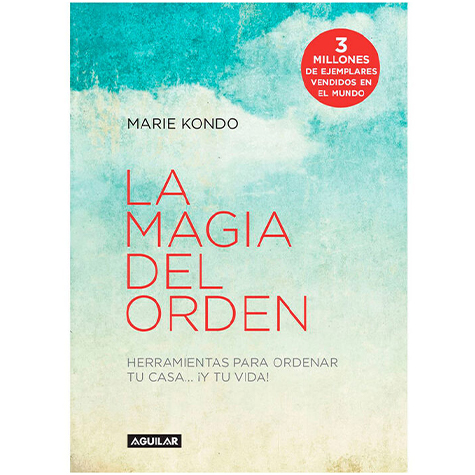 3
MILLONES
DE EJEMPLARES
VENDIDOS EN
EL MUNDO
MARIE KONDO
LA
MAGIA
DEL
ORDEN
HERRAMIENTAS PARA ORDENAR
TU CASA... ¡Y TU VIDA!
AGUILAR